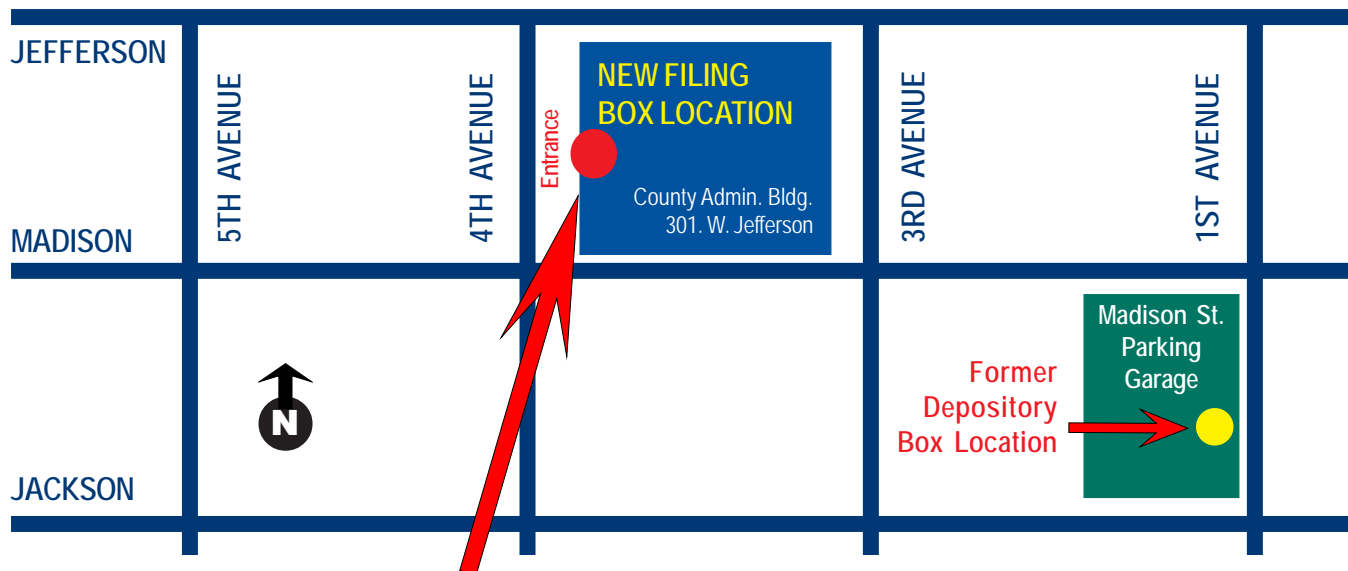 JEFFERSON
5TH AVENUE
4TH AVENUE
Entrance
NEW FILING
BOX LOCATION
County Admin. Bldg.
301. W. Jefferson
3RD AVENUE
1ST AVENUE
MADISON
N
Madison St.
Parking
Garage
Former
Depository
Box Location
JACKSON